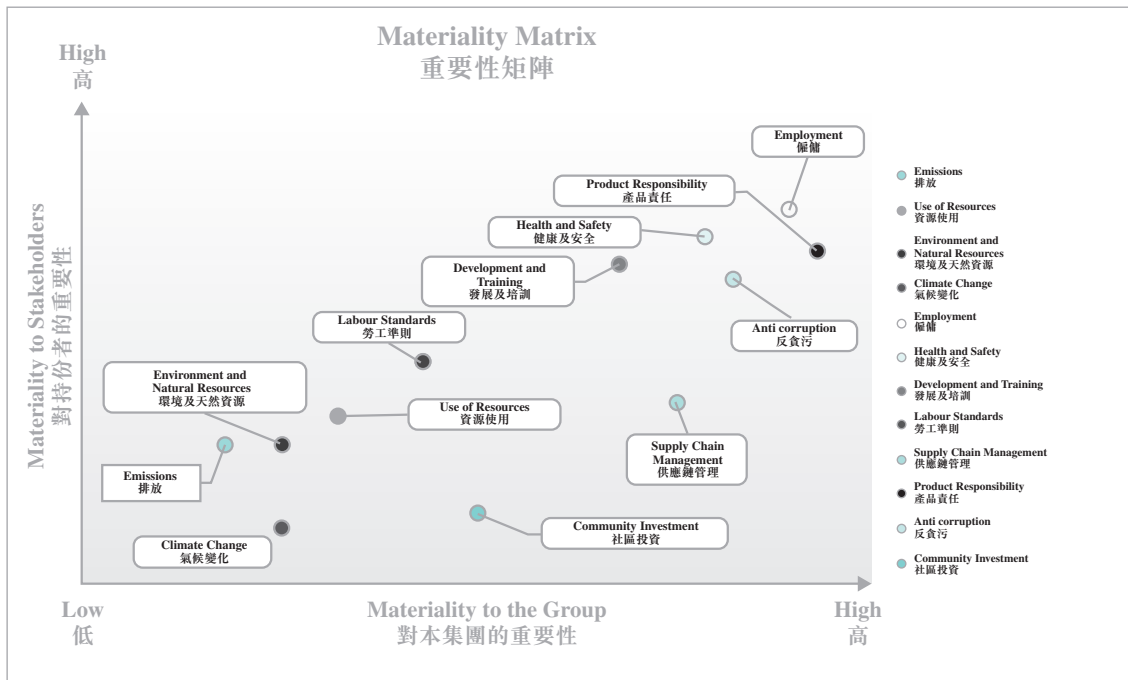 Materiality Matrix
重要性矩陣
High
高
Materiality to Stakeholders
對持份者的重要性
Employment
僱傭
Product Responsibility
產品責任
Health and Safety
健康及安全
Development and
Training
發展及培訓
Anti corruption
反貪污
Labour Standards
勞工準則
Environment and
Natural Resources
環境及天然資源
Use of Resources
資源使用
Supply Chain
Management
供應鏈管理
Emissions
排放
Community Investment
社區投資
Climate Change
氣候變化
Low
低
Materiality to the Group
對本集團的重要性
High
高
Emissions
排放
Use of Resources
資源使用
Environment and
Natural Resources
環境及天然資源
Climate Change
氣候變化
Employment
僱傭
Health and Safety
健康及安全
Development and Training
發展及培訓
Labour Standards
勞工準則
Supply Chain Management
供應鏈管理
Product Responsibility
產品責任
Anti corruption
反貪污
Community Investment
社區投資